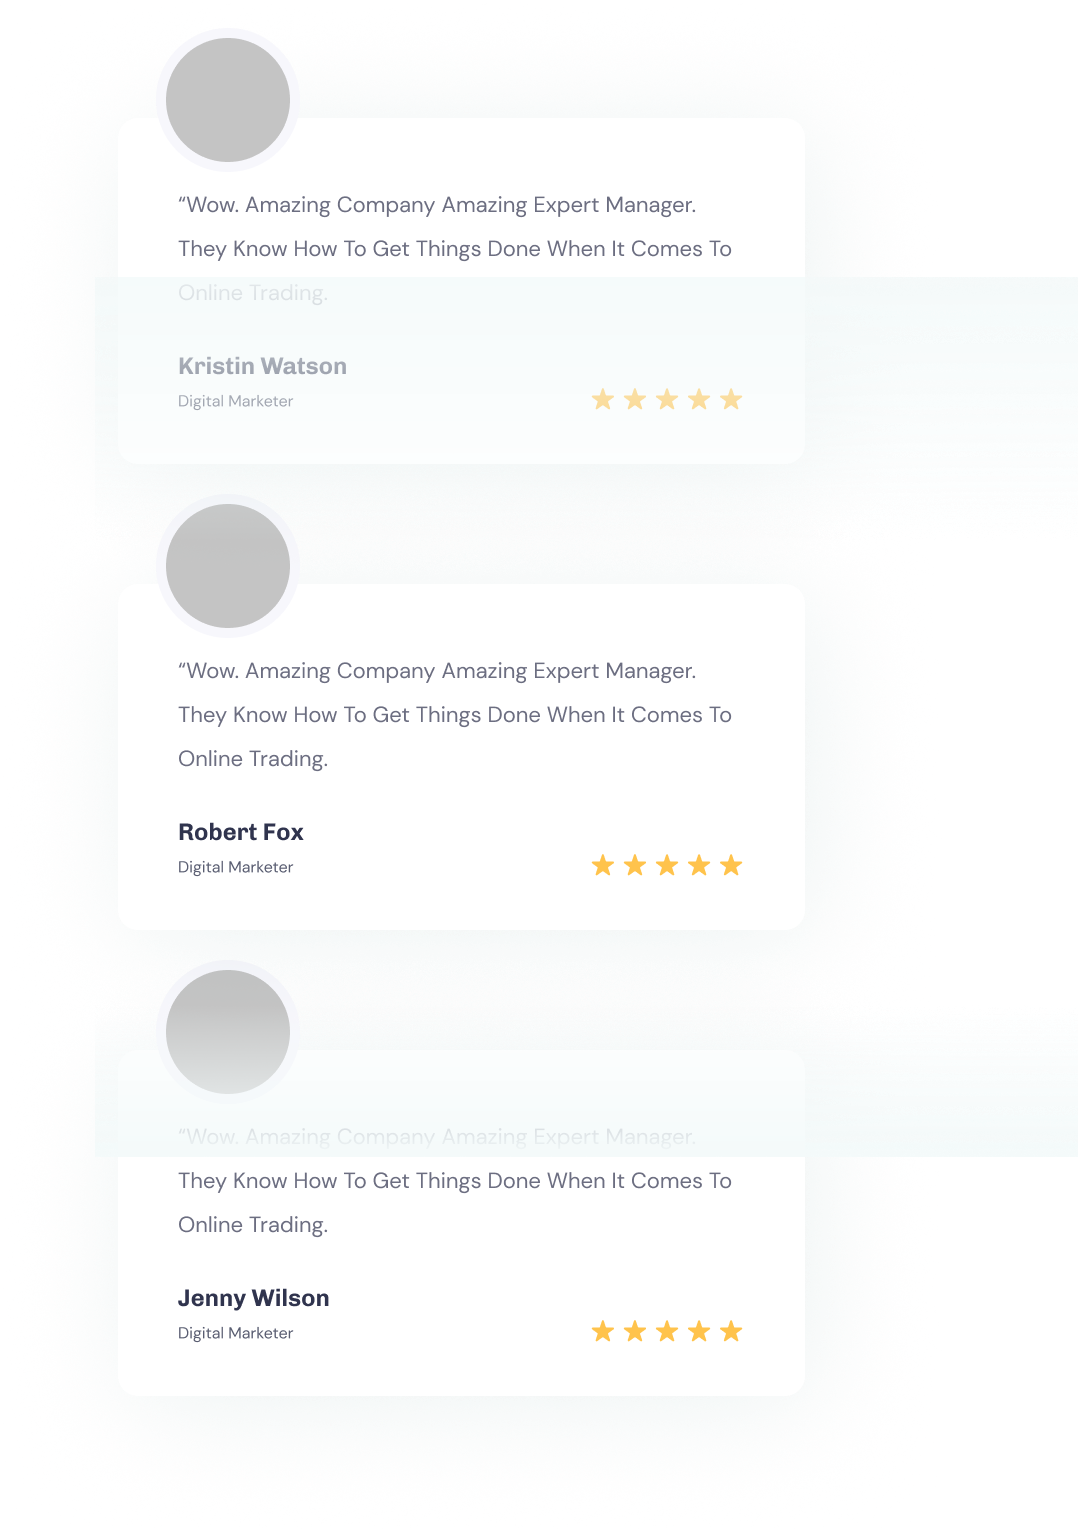 “Wow. Amazing Company Amazing Expert Manager.
They Know How To Get Things Done When It Comes To
Online Trading.
Kristin Watson
Digital Marketer
“Wow. Amazing Company Amazing Expert Manager.
They Know How To Get Things Done When It Comes To
Online Trading.
Robert Fox
Digital Marketer
“Wow. Amazing Company Amazing Expert Manager.
They Know How To Get Things Done When It Comes To
Online Trading.
Jenny Wilson
Digital Marketer